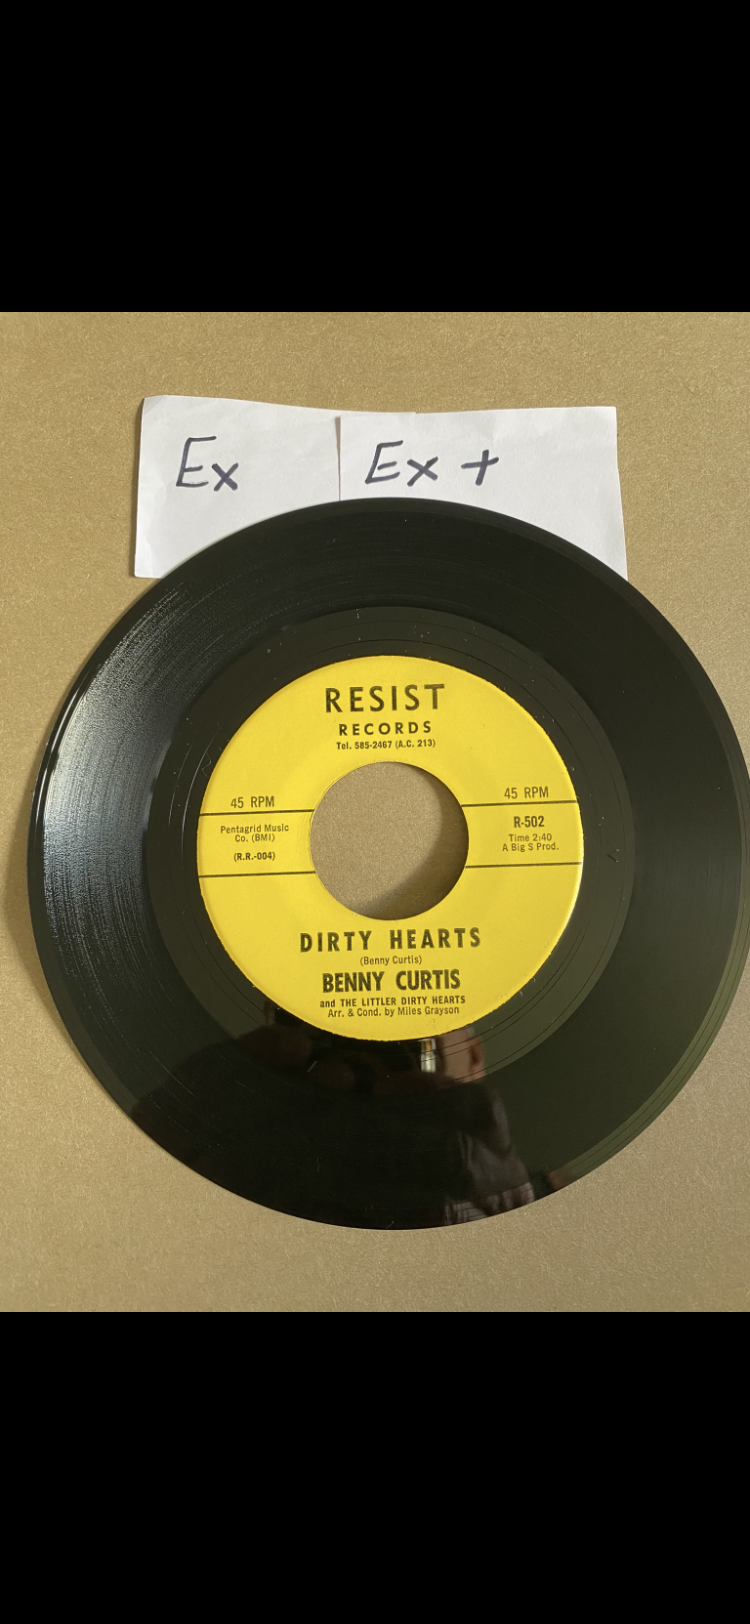 Ex
Ex +
RESIST
RECORDS
Tel. 585-2467 (A.C. 213)
45 RPM
45 RPM
Pentagrid Music
Co. (BMI)
(R.R.-004)
R-502
Time 2:40
A Big S Prod.
DIRTY HEARTS
(Benny Curtis)
BENNY CURTIS
and THE LITTLER DIRTY HEARTS
Arr. & Cond. by Miles Grayson